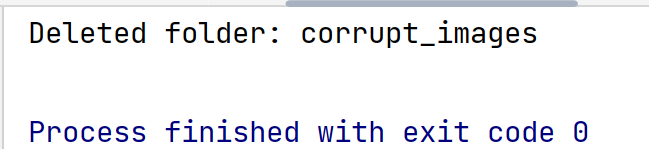 Deleted folder: corrupt_images
Process finished with exit code 0